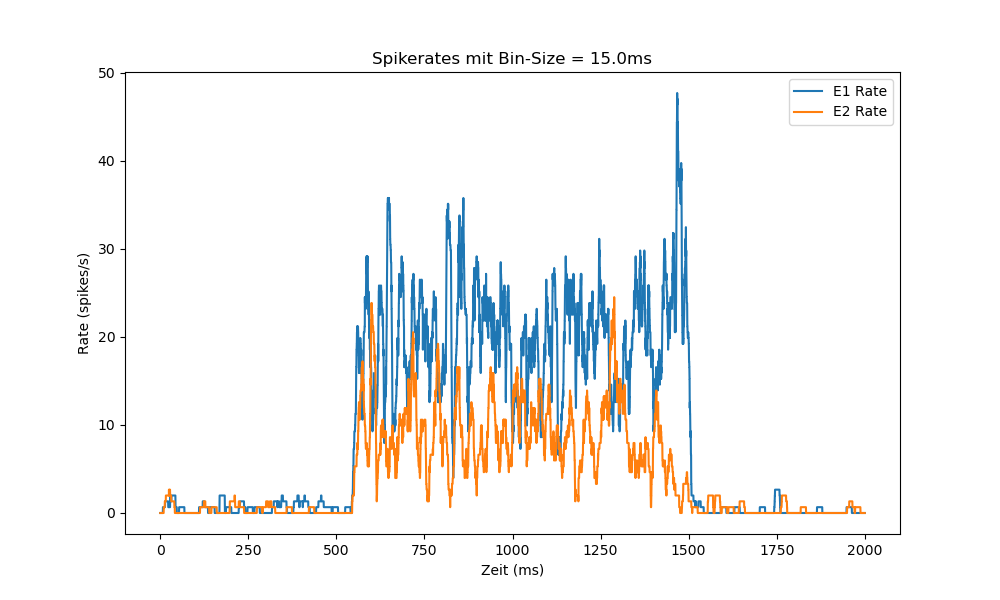 Spikerates mit Bin-Size = 15.0ms
50
40
30
20
10
0
Rate (spikes/s)
E1 Rate
E2 Rate
0 250 500 750 1000 1250 1500 1750 2000
Zeit (ms)